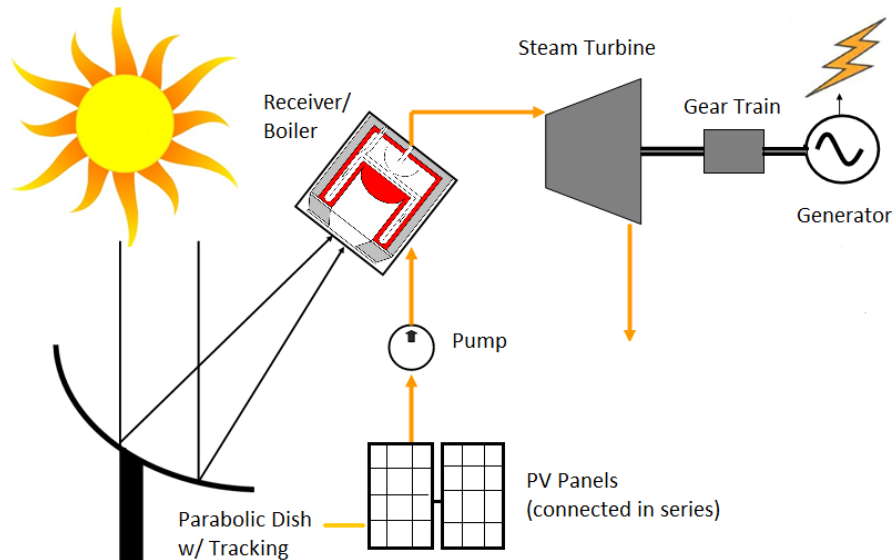 Steam Turbine
Receiver/
Boiler
Gear Train
Generator
Pump
PV Panels
(connected in series)
Parabolic Dish
w/ Tracking